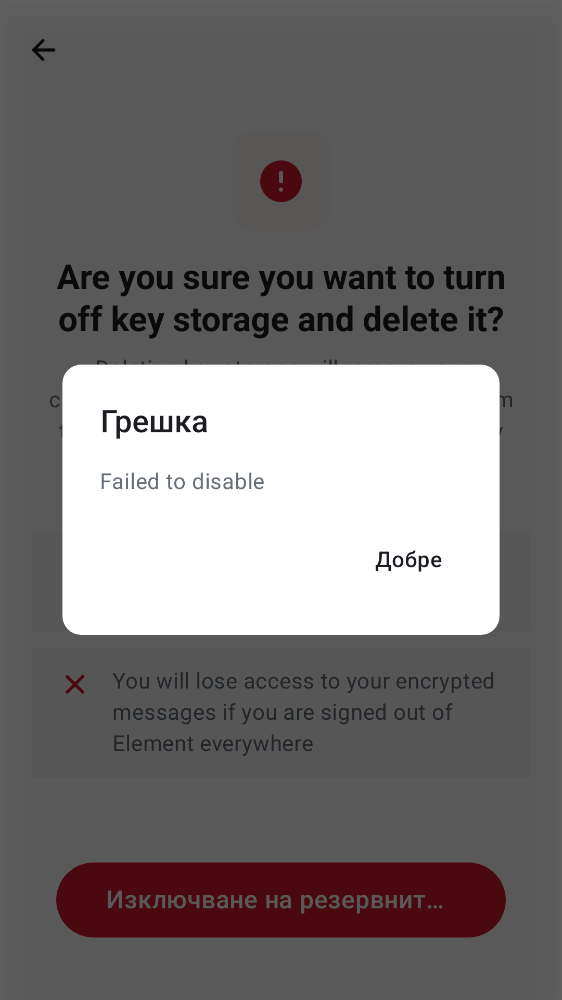 Are you sure you want to turn
off key storage and delete it?
Грешка
Failed to disable
Добре
You will lose access to your encrypted
messages if you are signed out of
Element everywhere
Изключване на резервнит…